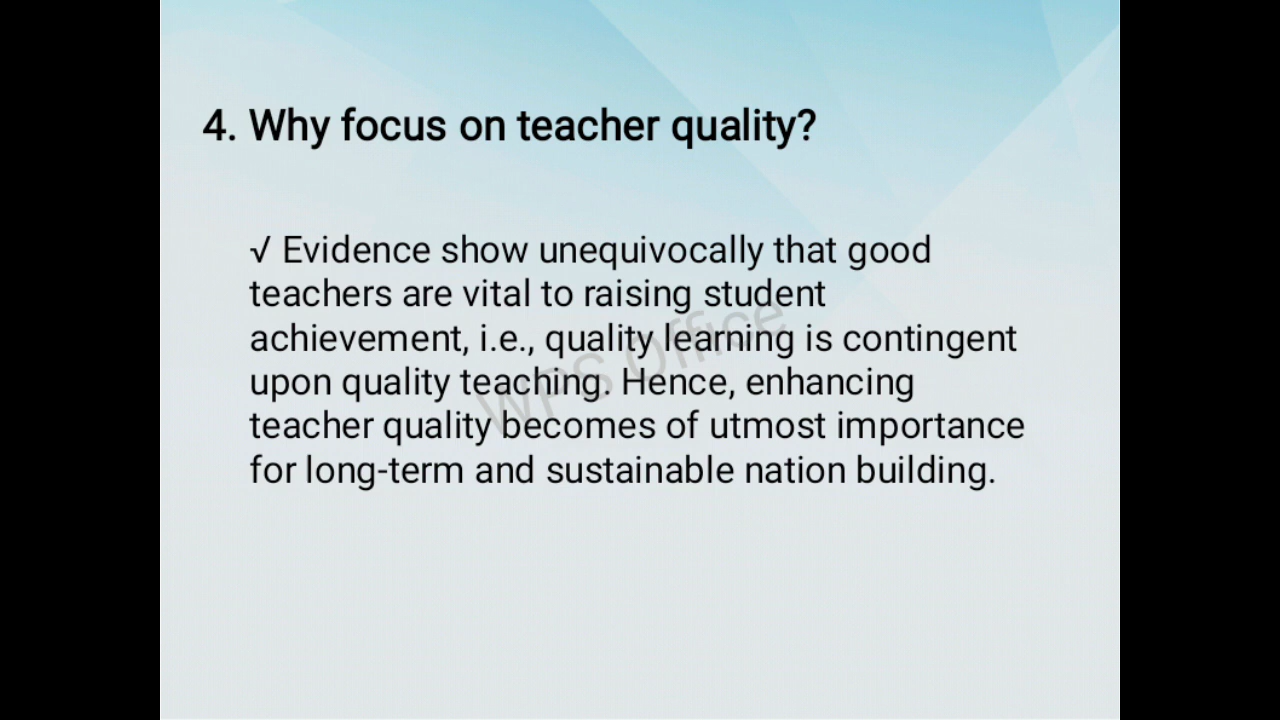 4. Why focus on teacher quality?
√ Evidence show unequivocally that good
teachers are vital to raising student
achievement, i.e., quality learning is contingent
upon quality teaching. Hence, enhancing
teacher quality becomes of utmost importance
for long-term and sustainable nation building.
WPS Office